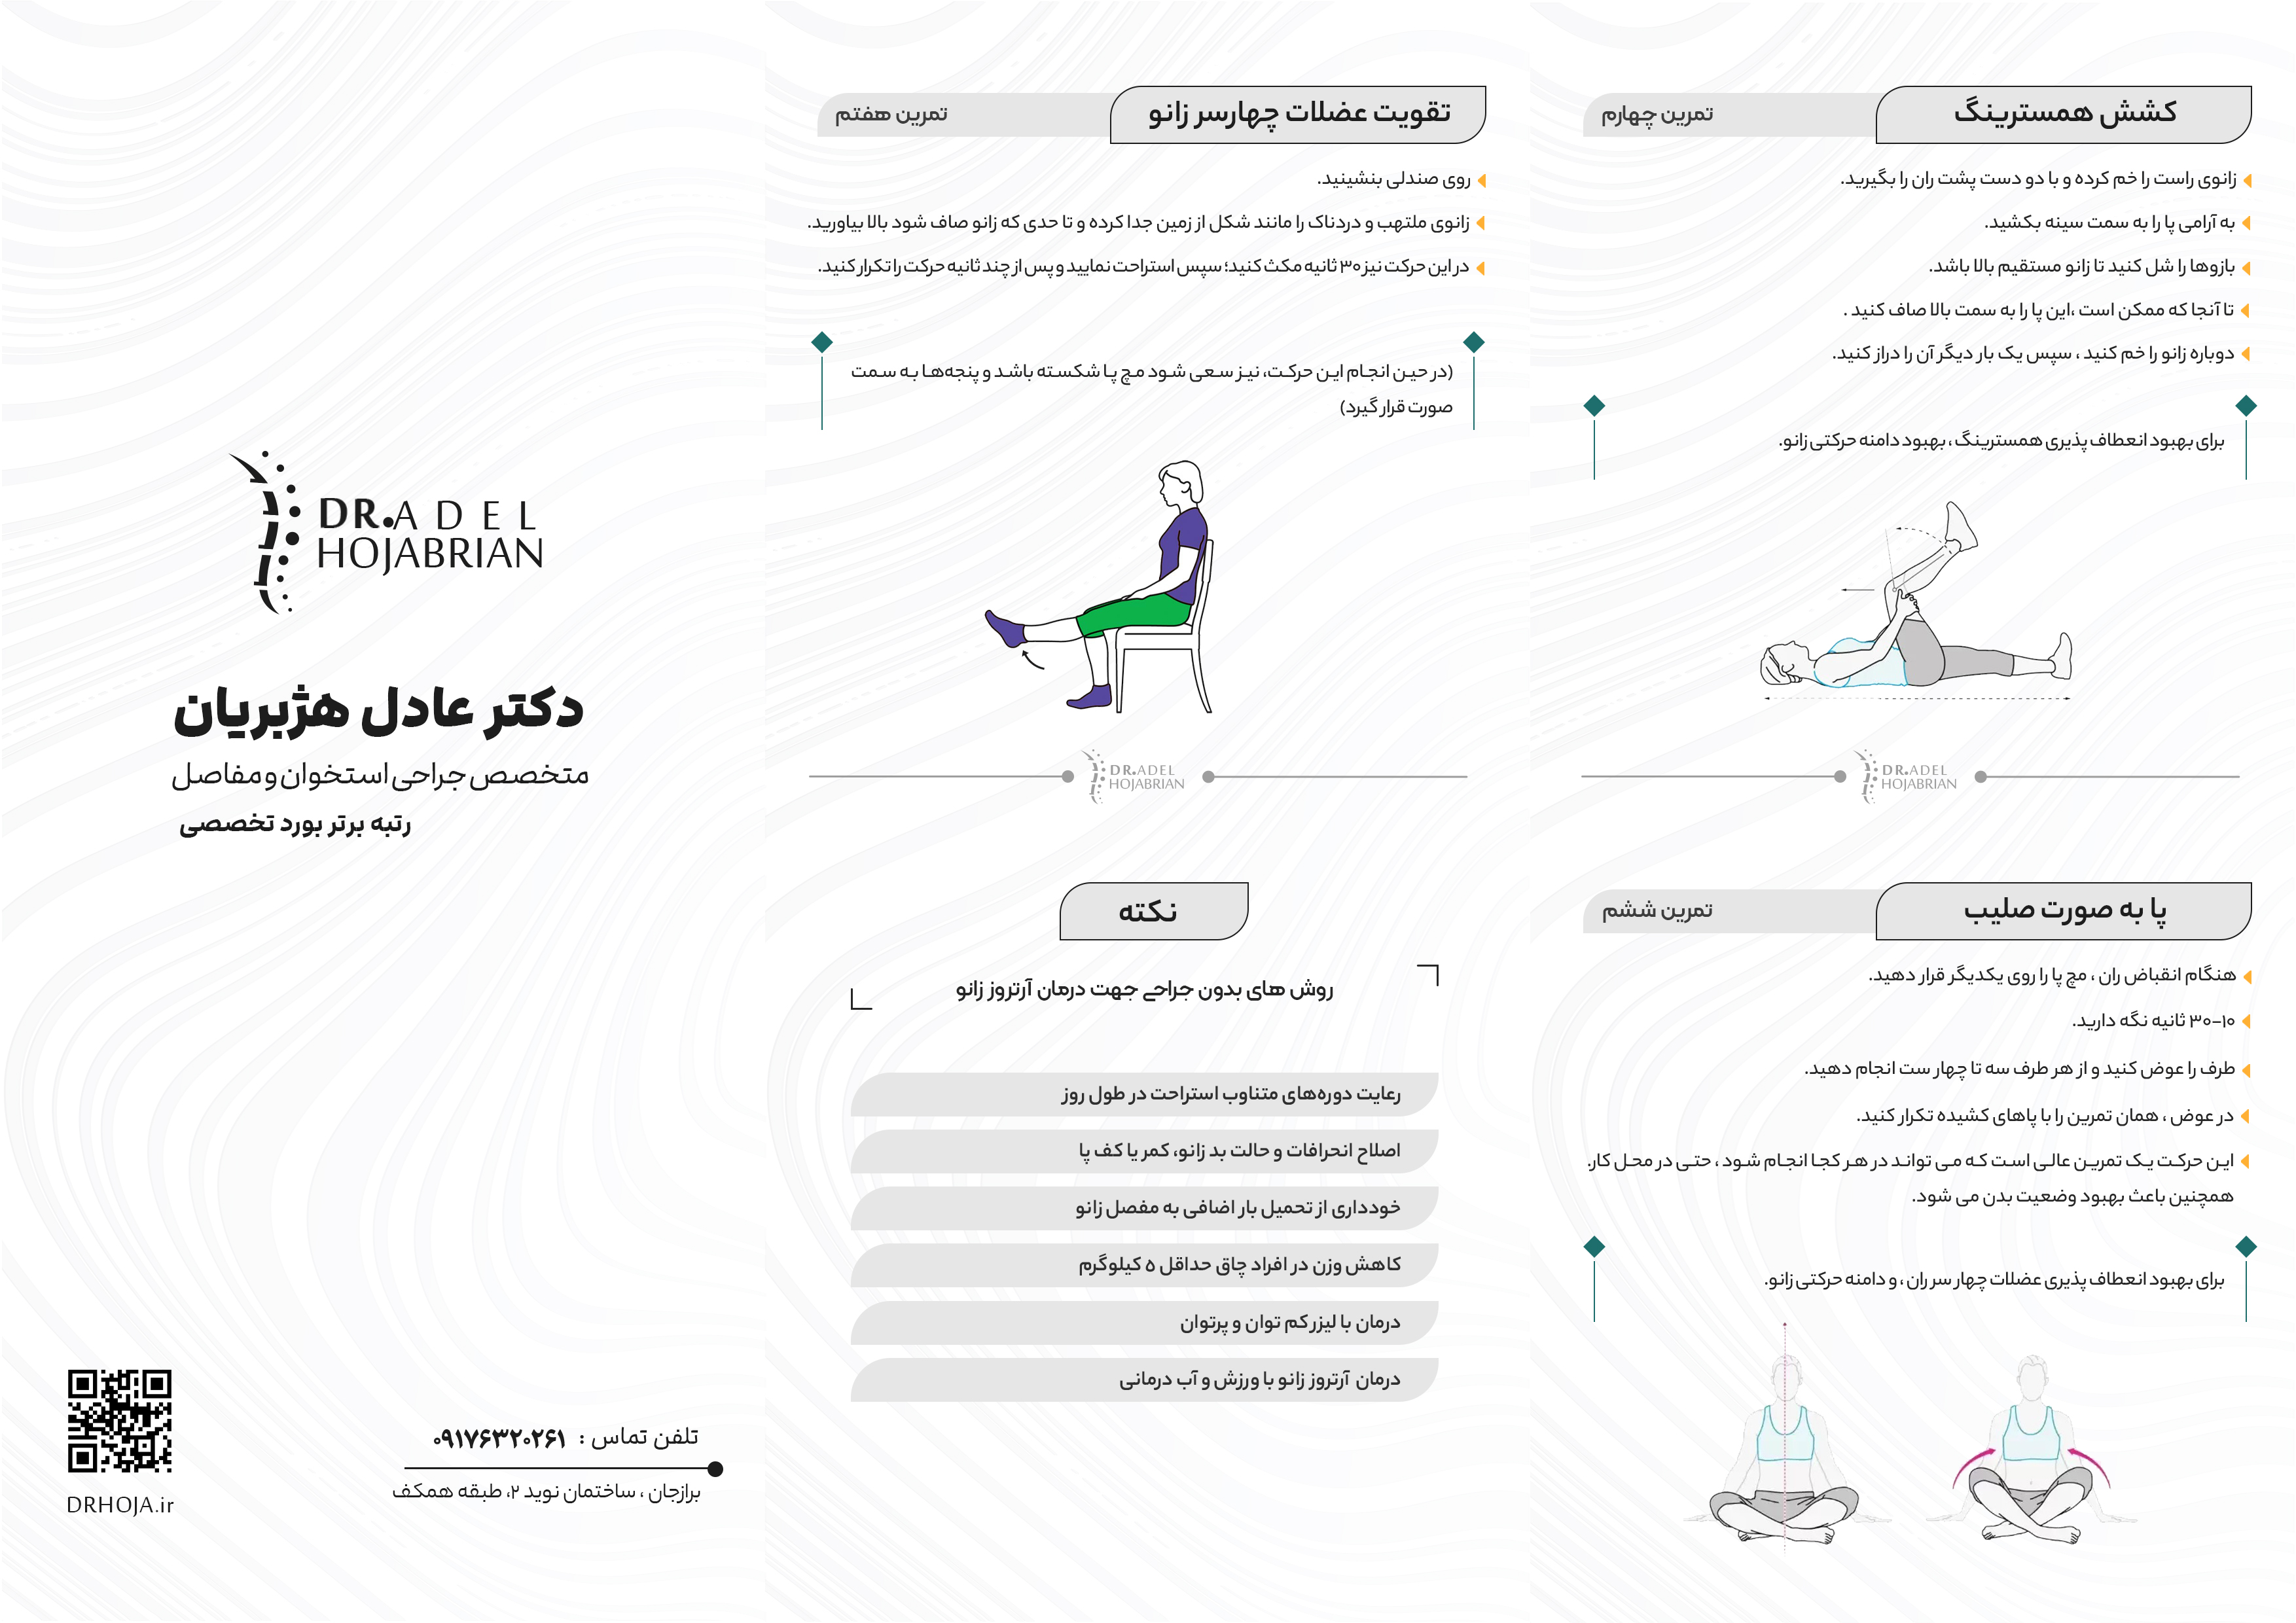 کشش همسترینگ
تمرین چهارم
زانوی راست را خم کرده و با دو دست پشت ران را بگیرید.
به آرامی پا را به سمت سینه بکشید.
بازوها را شل کنید تا زانو مستقیم بالا باشد.
تا آنجا که ممکن است ،این پا را به سمت بالا صاف کنید .
دوباره زانو را خم کنید ، سپس یک بار دیگر آن را دراز کنید.
برای بهبود انعطاف پذیری همسترینگ ، بهبود دامنه حرکتی زانو.
DR.ADEL
HOJABRIAN
پا به صورت صلیب
تمرین ششم
هنگام انقباض ران ، مچ پا را روی یکدیگر قرار دهید.
۳۰-۱۰ ثانیه نگه دارید.
طرف را عوض کنید و از هر طرف سه تا چهار ست انجام دهید.
در عوض ، همان تمرین را با پاهای کشیده تکرار کنید.
این حرکت یک تمرین عالی است که می تواند در هر کجا انجام شود ، حتی در محل کار.
همچنین باعث بهبود وضعیت بدن می شود.
برای بهبود انعطاف پذیری عضلات چهار سر ران ، و دامنه حرکتی زانو.
تقویت عضلات چهارسر زانو
تمرین هفتم
روی صندلی بنشینید.
زانوی ملتهب و دردناک را مانند شکل از زمین جدا کرده و تا حدی که زانو صاف شود بالا بیاورید.
در این حرکت نیز ۳۰ ثانیه مکث کنید؛ سپس استراحت نمایید و پس از چند ثانیه حرکت را تکرار کنید.
(در حین انجام این حرکت، نیز سعی شود مچ پا شکسته باشد و پنجه‌ها به سمت
صورت قرار گیرد)
DR.ADEL
HOJABRIAN
نکته
روش های بدون جراحی جهت درمان آرتروز زانو
رعایت دوره‌های متناوب استراحت در طول روز
اصلاح انحرافات و حالت بد زانو، کمر یا کف پا
خودداری از تحمیل بار اضافی به مفصل زانو
کاهش وزن در افراد چاق حداقل ۵ کیلوگرم
درمان با لیزر کم توان و پرتوان
درمان آرتروز زانو با ورزش و آب درمانی
DR.ADEL
HOJABRIAN
دکتر عادل هژبریان
متخصص جراحی استخوان و مفاصل
رتبه برتر بورد تخصصی
تلفن تماس : ۰۹۱۷۶۳۲۰۲۶۱
برازجان ، ساختمان نوید ۲، طبقه همکف
DRHOJA.ir